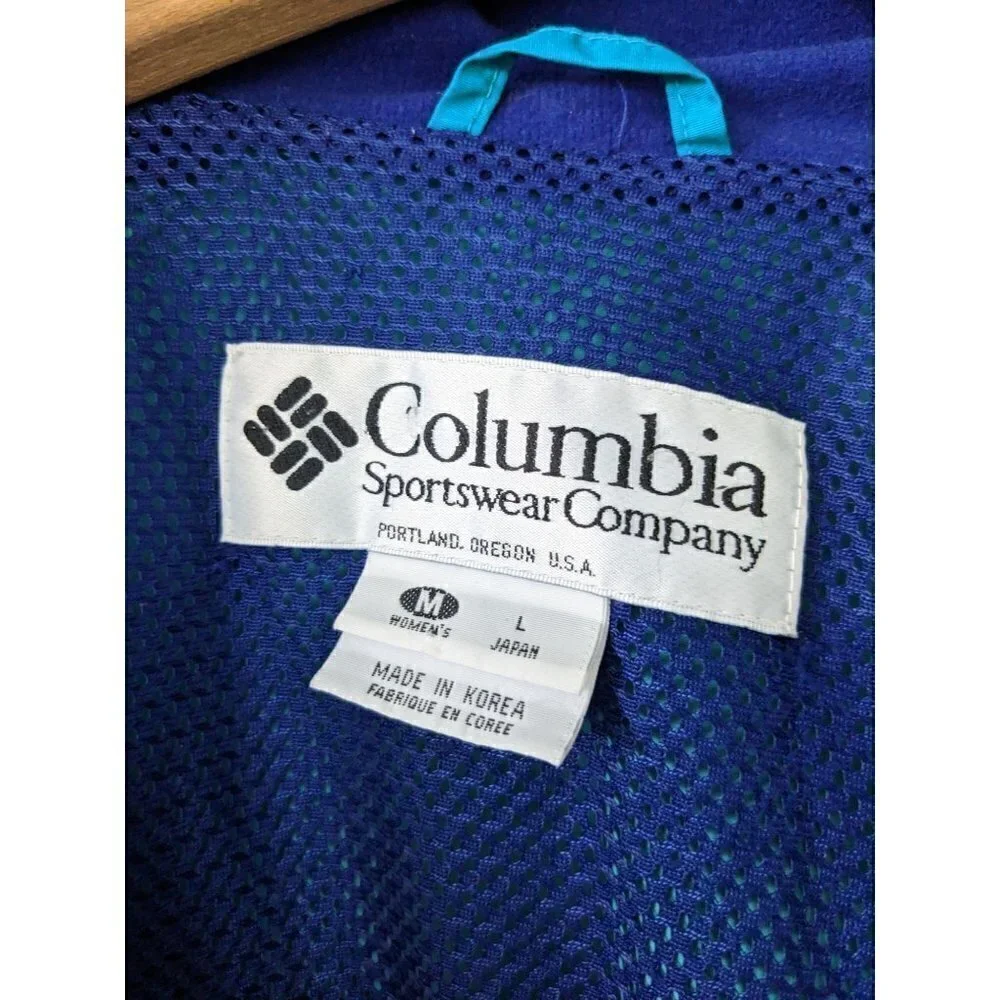 Columbia
Sportswear Company
PORTLAND, OREGON U.S.A.
M L
WOMEN'S JAPAN
MADE IN KOREA
FABRIQUE EN COREE